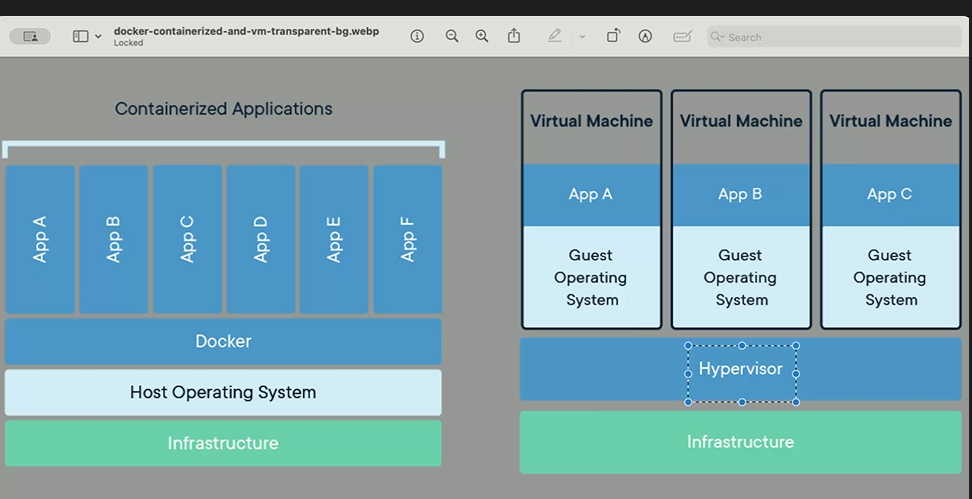 docker-containerized-and-vm-transparent-bg.webp
Locked
Search
Containerized Applications
App A
App B
App C
App D
App E
App F
Docker
Host Operating System
Infrastructure
Virtual Machine
App A
Guest
Operating
System
Virtual Machine
App B
Guest
Operating
System
Virtual Machine
App C
Guest
Operating
System
Hypervisor
Infrastructure